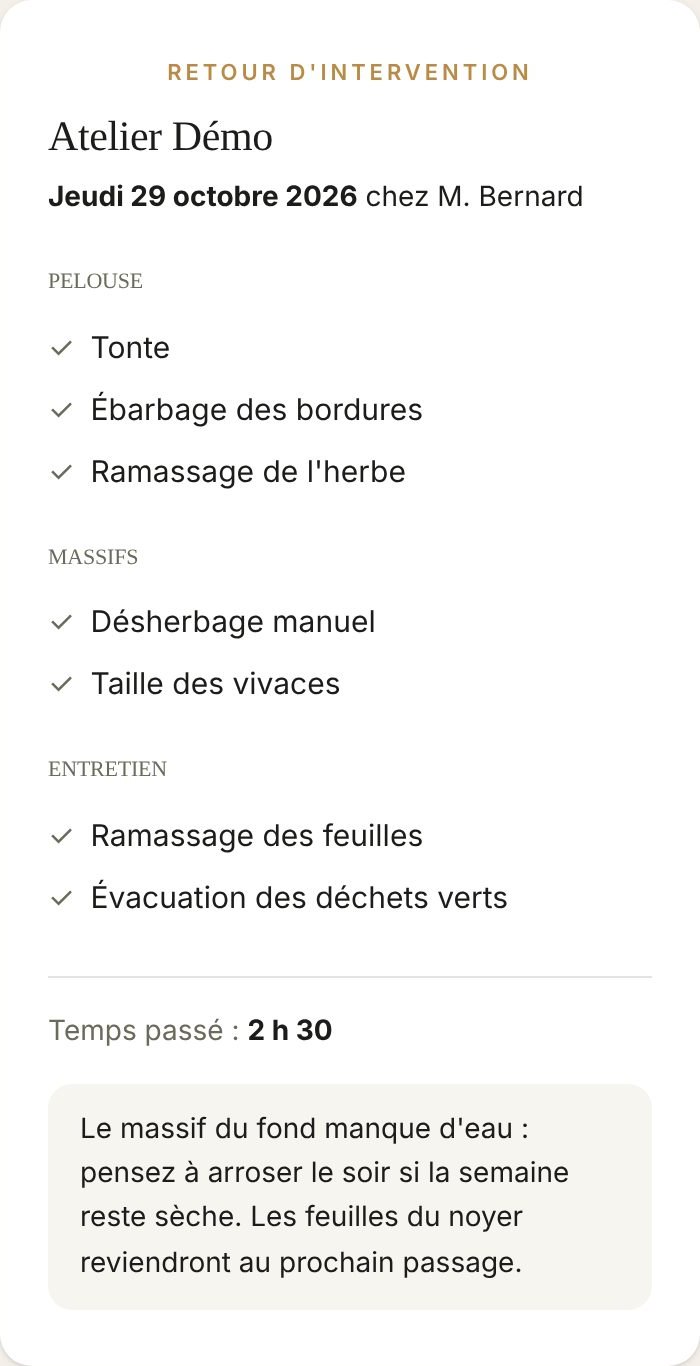 RETOUR D'INTERVENTION
Atelier Démo
Jeudi 29 octobre 2026 chez M. Bernard
PELOUSE
Tonte
Ébarbage des bordures
Ramassage de l'herbe
MASSIFS
Désherbage manuel
Taille des vivaces
ENTRETIEN
Ramassage des feuilles
Évacuation des déchets verts
Temps passé : 2 h 30
Le massif du fond manque d'eau :
pensez à arroser le soir si la semaine
reste sèche. Les feuilles du noyer
reviendront au prochain passage.